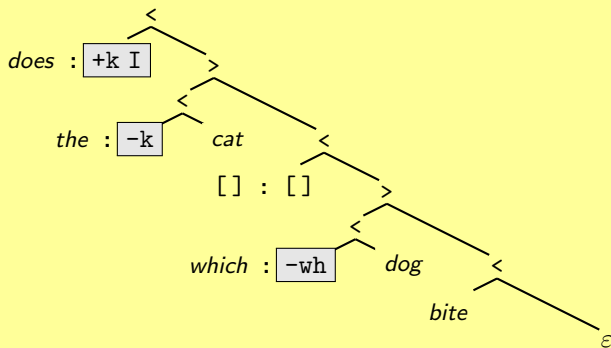 <
does : +k I
>
<
the : -k
cat
<
[] : []
>
<
which : -wh
dog
<
bite
ε